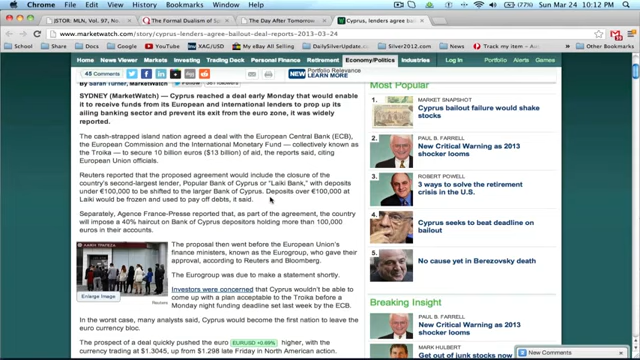 Chrome File Edit View History Bookmarks Window Help
Sun Mar 24 10:12 PM
JSTOR: MLN, Vol. 97, No.
The Formal Dualism of Sp
The Day After Tomorrow
Cyprus, lenders agree bail
www.marketwatch.com/story/cyprus-lenders-agree-bailout-deal-reports-2013-03-24
School Docs News YouTube XAG/USD My eBay All Selling DailySilverUpdat Silver2012.com eBay Support Track my item Other Bookmarks
Home News Viewer Markets Investing Trading Deck Personal Finance Retirement Economy/Politics Industries Portfolio Alerts Games
45 Comments
NEW Portfolio Relevance
LEARN MORE
By Sarah Turner, MarketWatch
SYDNEY (MarketWatch) — Cyprus reached a deal early Monday that would enable
it to receive funds from its European and international lenders to prop up its
ailing banking sector and prevent its exit from the euro zone, it was widely
reported.
The cash-strapped island nation agreed a deal with the European Central Bank (ECB),
the European Commission and the International Monetary Fund — collectively known as
the Troika — to secure 10 billion euros ($13 billion) of aid, the reports said, citing
European Union officials.
Reuters reported that the proposed agreement would include the closure of the
country's second-largest lender, Popular Bank of Cyprus or "Laiki Bank," with deposits
under €100,000 to be shifted to the larger Bank of Cyprus. Deposits over €100,000 at
Laiki would be frozen and used to pay off debts, it said.
Separately, Agence France-Presse reported that, as part of the agreement, the country
will impose a 40% haircut on Bank of Cyprus depositors holding more than 100,000
euros in their accounts.
Reuters
Enlarge Image
The proposal then went before the European Union's
finance ministers, known as the Eurogroup, who gave their
approval, according to Reuters and Bloomberg.
The Eurogroup was due to make a statement shortly.
Investors were concerned that Cyprus wouldn't be able to
come up with a plan acceptable to the Troika before a
Monday night funding deadline set last week by the ECB.
In the worst case, many analysts said, Cyprus would become the first nation to leave the
euro currency bloc.
The prospect of a deal quickly pushed the euro EURUSD +0.69% higher, with the
currency trading at $1.3045, up from $1.298 late Friday in North American action.
Most Popular
1. MARKET SNAPSHOT
Cyprus bailout failure would shake
stocks
2. PAUL B. FARRELL
New Critical Warning as 2013
shocker looms
3. ROBERT POWELL
3 ways to solve the retirement
crisis in the U.S.
4. Cyprus seeks to beat deadline on
bailout
5. No cause yet in Berezovsky death
Breaking Insight
PAUL B. FARRELL
New Critical Warning as 2013
shocker looms
MARK HULBERT
Get out of junk stocks now
New Comments